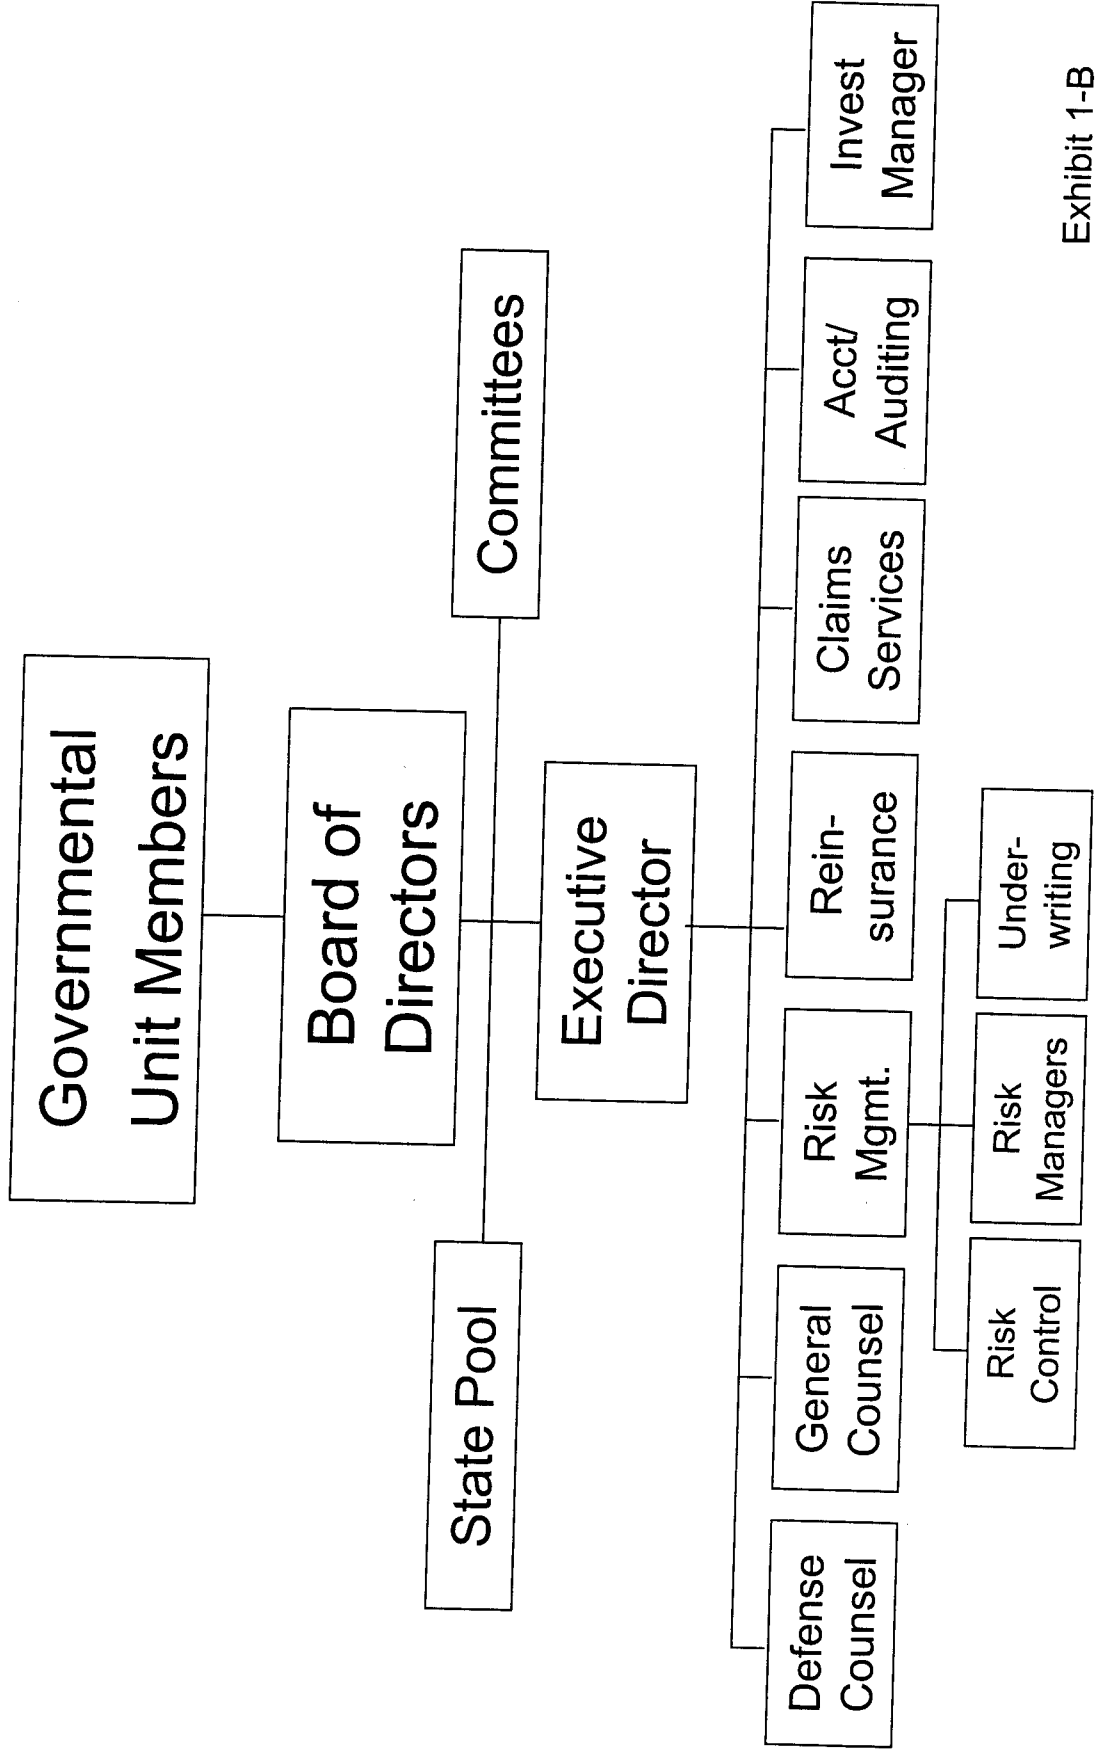 Governmental
Unit Members
Board of
Directors
State Pool
Committees
Executive
Director
Defense
Counsel
General
Counsel
Risk
Mgmt.
Rein-
surance
Claims
Services
Acct/
Auditing
Invest
Manager
Risk
Control
Risk
Managers
Under-
writing
Exhibit 1-B